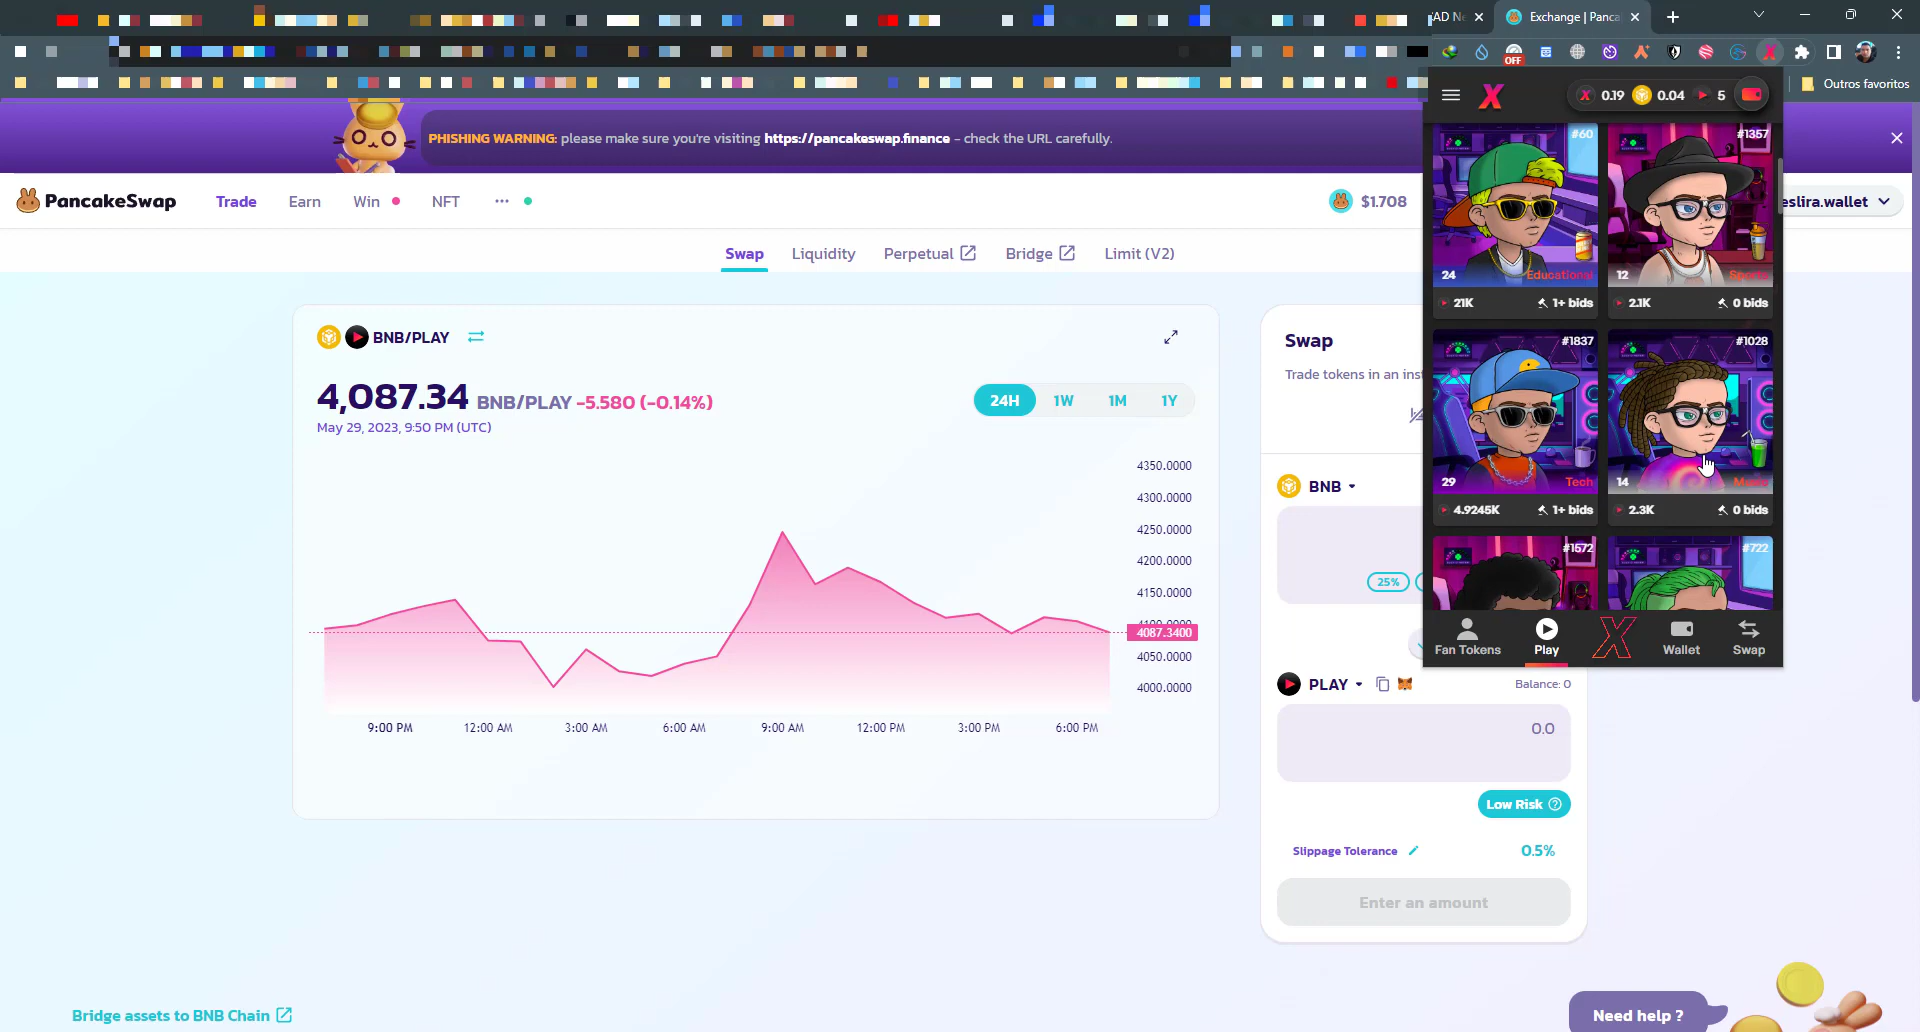 AD Ne
Exchange | Panca
OFF
Outros favoritos
PHISHING WARNING: please make sure you're visiting https://pancakeswap.finance - check the URL carefully.
PancakeSwap
Trade
Earn
Win
NFT
$1.708
eslira.wallet
Swap
Liquidity
Perpetual
Bridge
Limit (V2)
BNB/PLAY
4,087.34 BNB/PLAY -5.580 (-0.14%)
May 29, 2023, 9:50 PM (UTC)
24H
1W
1M
1Y
4350.0000
4300.0000
4250.0000
4200.0000
4150.0000
4100.0000
4087.3400
4050.0000
4000.0000
9:00 PM
12:00 AM
3:00 AM
6:00 AM
9:00 AM
12:00 PM
3:00 PM
6:00 PM
Swap
Trade tokens in an inst
BNB
25%
PLAY
Balance: 0
0.0
Low Risk
Slippage Tolerance
0.5%
Enter an amount
Bridge assets to BNB Chain
Need help ?
X
0.19
0.04
5
#60
24
Educational
21K
1+ bids
#1357
12
Sports
2.1K
0 bids
#1837
29
Tech
4.9245K
1+ bids
#1028
14
Music
2.3K
0 bids
#1572
#722
Fan Tokens
Play
X
Wallet
Swap